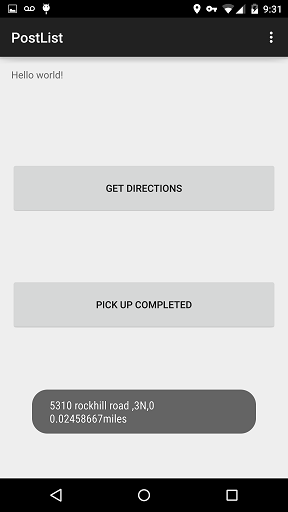 9:31
PostList
Hello world!
GET DIRECTIONS
PICK UP COMPLETED
5310 rockhill road ,3N,0
0.02458667miles